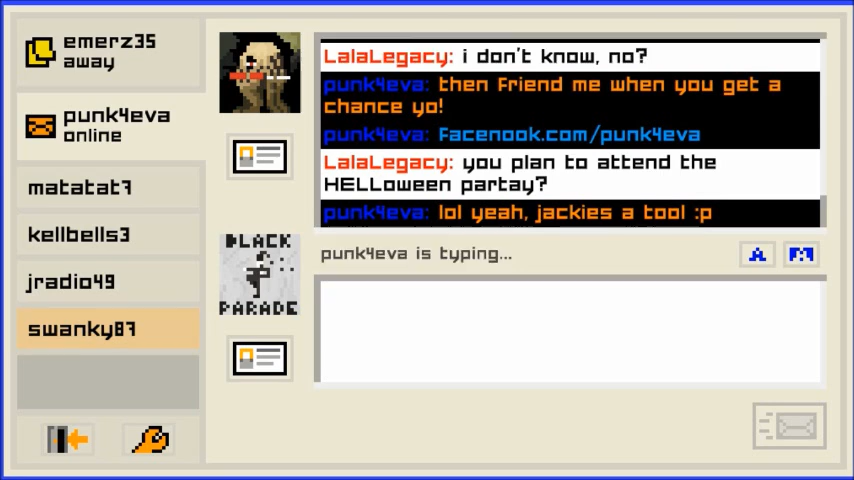 emerz35
away
punk4eva
online
matatat7
kellbells3
jradio49
swanky87
LalaLegacy: i don't know, no?
punk4eva: then friend me when you get a
chance yo!
punk4eva: Facenook.com/punk4eva
LalaLegacy: you plan to attend the
HELLoween partay?
punk4eva: lol yeah, jackies a tool :p
BLACK
PARADE
punk4eva is typing...
A